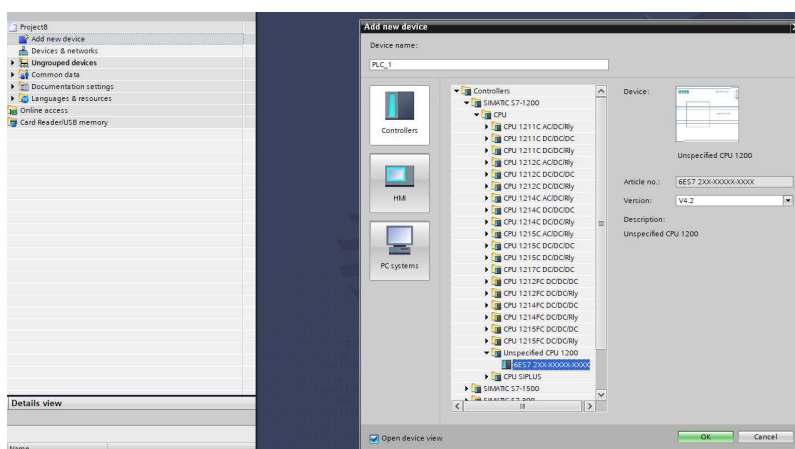 Project8
Add new device
Devices & networks
Ungrouped devices
Common data
Documentation settings
Languages & resources
Online access
Card Reader/USB memory
Details view
Name
Add new device
Device name:
PLC_1
Controllers
HMI
PC systems
Controllers
SIMATIC S7-1200
CPU
CPU 1211C AC/DC/Rly
CPU 1211C DC/DC/DC
CPU 1211C DC/DC/Rly
CPU 1212C AC/DC/Rly
CPU 1212C DC/DC/DC
CPU 1212C DC/DC/Rly
CPU 1214C AC/DC/Rly
CPU 1214C DC/DC/DC
CPU 1214C DC/DC/Rly
CPU 1215C AC/DC/Rly
CPU 1215C DC/DC/DC
CPU 1215C DC/DC/Rly
CPU 1217C DC/DC/DC
CPU 1212FC DC/DC/DC
CPU 1212FC DC/DC/Rly
CPU 1214FC DC/DC/DC
CPU 1214FC DC/DC/Rly
CPU 1215FC DC/DC/DC
CPU 1215FC DC/DC/Rly
Unspecified CPU 1200
6ES7 2XX-XXXXX-XXXX
CPU SIPLUS
SIMATIC S7-1500
SIMATIC S7-300
Device:
Unspecified CPU 1200
Article no.: 6ES7 2XX-XXXXX-XXXX
Version: V4.2
Description:
Unspecified CPU 1200
Open device view
OK Cancel